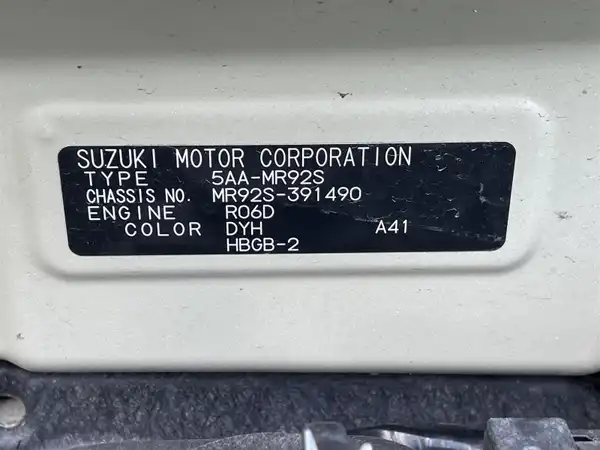 SUZUKI MOTOR CORPORATION
TYPE 5AA-MR92S
CHASSIS NO. MR92S-391490
ENGINE R06D
COLOR DYH A41
HBGB-2